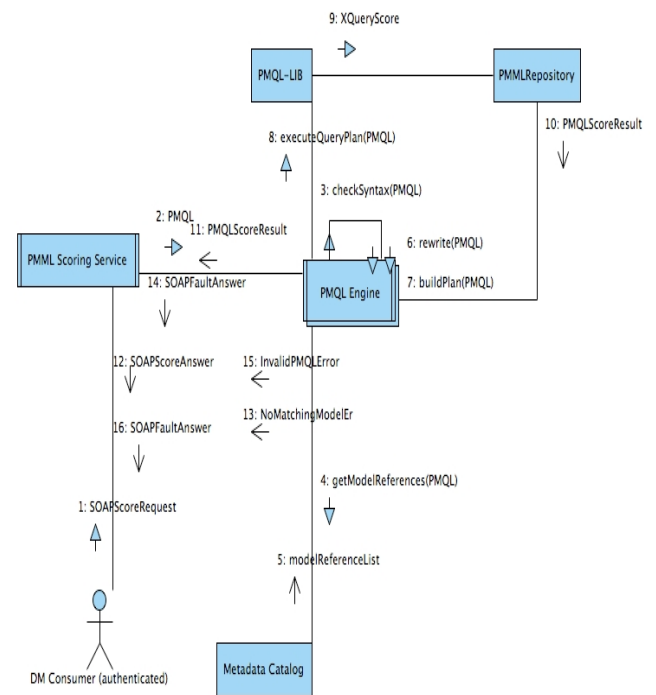 9: XQueryScore
PMQL-LIB
PMMLRepository
10: PMQLScoreResult
8: executeQueryPlan(PMQL)
3: checkSyntax(PMQL)
2: PMQL
11: PMQLScoreResult
6: rewrite(PMQL)
PMML Scoring Service
PMQL Engine
7: buildPlan(PMQL)
14: SOAPFaultAnswer
12: SOAPScoreAnswer
15: InvalidPMQLError
13: NoMatchingModelEr
16: SOAPFaultAnswer
4: getModelReferences(PMQL)
1: SOAPScoreRequest
5: modelReferenceList
Metadata Catalog
DM Consumer (authenticated)